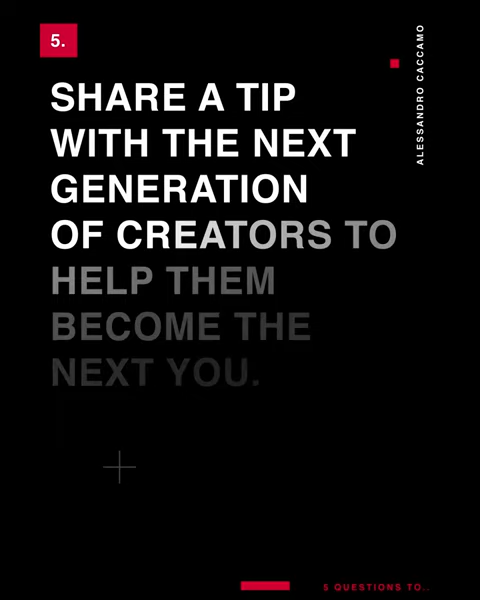 5.
ALESSANDRO CACCAMO
SHARE A TIP
WITH THE NEXT
GENERATION
OF CREATORS TO
HELP THEM
BECOME THE
NEXT YOU.
5 QUESTIONS TO..